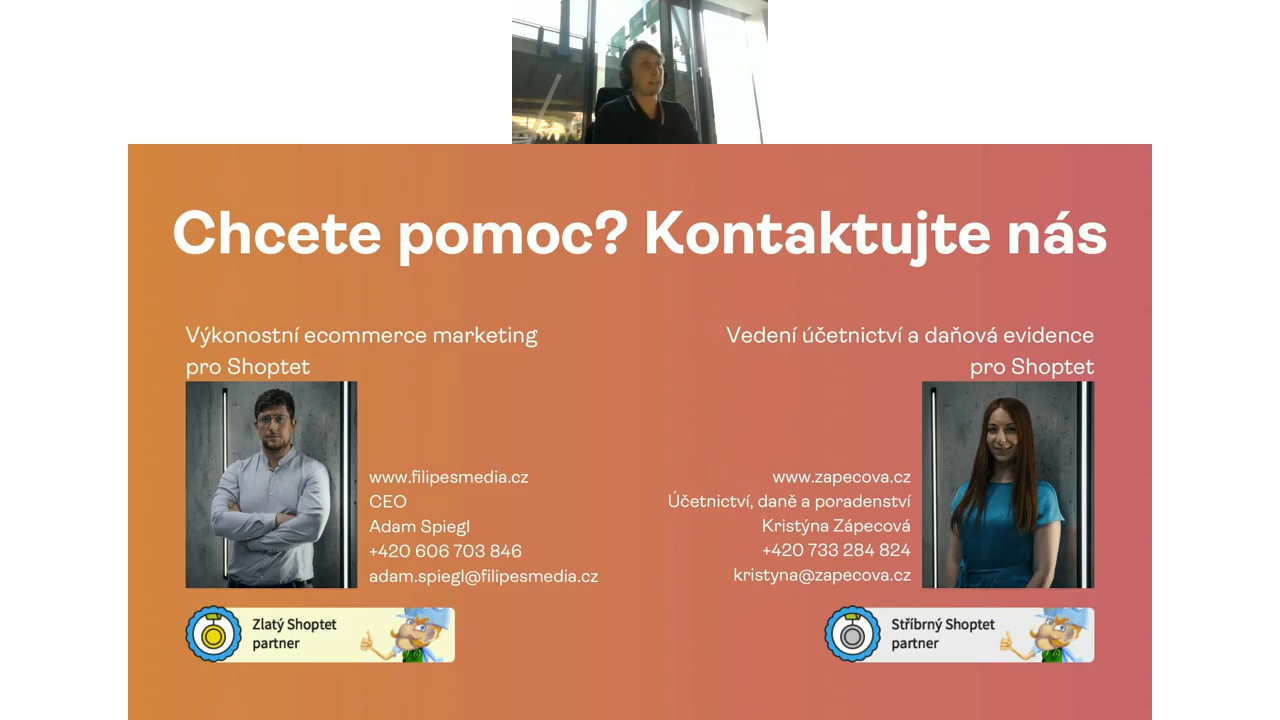 Chcete pomoc? Kontaktujte nás
Výkonostní ecommerce marketing
pro Shoptet
www.filipesmedia.cz
CEO
Adam Spiegl
+420 606 703 846
adam.spiegl@filipesmedia.cz
Zlatý Shoptet
partner
Vedení účetnictví a daňová evidence
pro Shoptet
www.zapecova.cz
Účetnictví, daně a poradenství
Kristýna Zápecová
+420 733 284 824
kristyna@zapecova.cz
Stříbrný Shoptet
partner